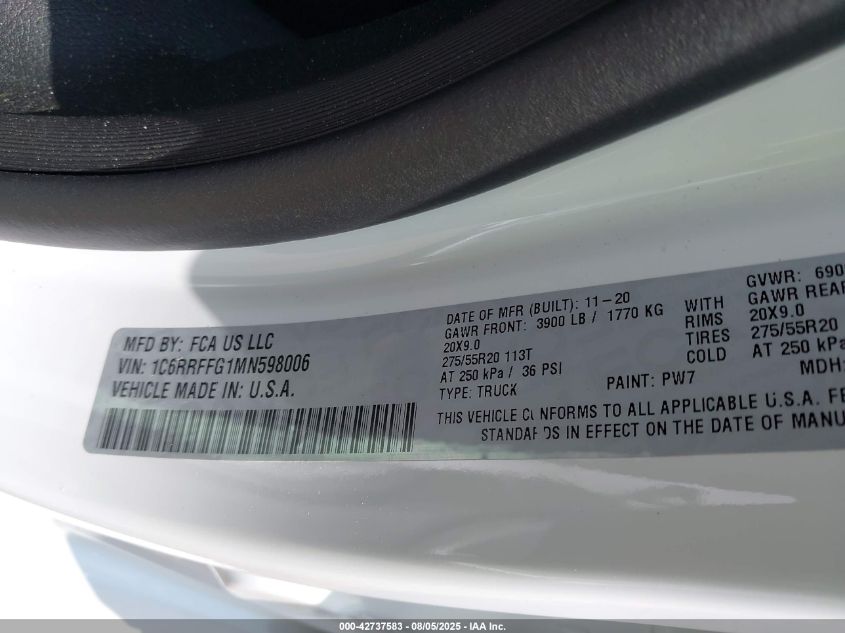 MFD BY: FCA US LLC
VIN: 1C6RRFFG1MN598006
VEHICLE MADE IN U.S.A.
DATE OF MFR (BUILT): 11-20
GAWR FRONT: 3900 LB / 1770 KG
20X9.0
275/55R20 113T
AT 250 kPa / 36 PSI
TYPE: TRUCK
PAINT: PW7
WITH
RIMS
TIRES
COLD
GVWR: 690
GAWR REAR
20X9.0
275/55R20
AT 250 kPa
MDH:
THIS VEHICLE CONFORMS TO ALL APPLICABLE U.S.A. FE
STANDARDS IN EFFECT ON THE DATE OF MANU
000-42737583 - 08/05/2025 - IAA Inc.